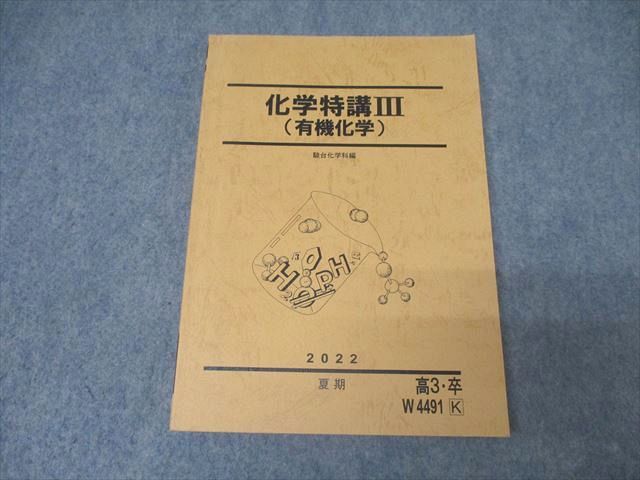 化学特講III
（有機化学）
駿台化学科編
2022
夏期
高3・卒
W4491 K